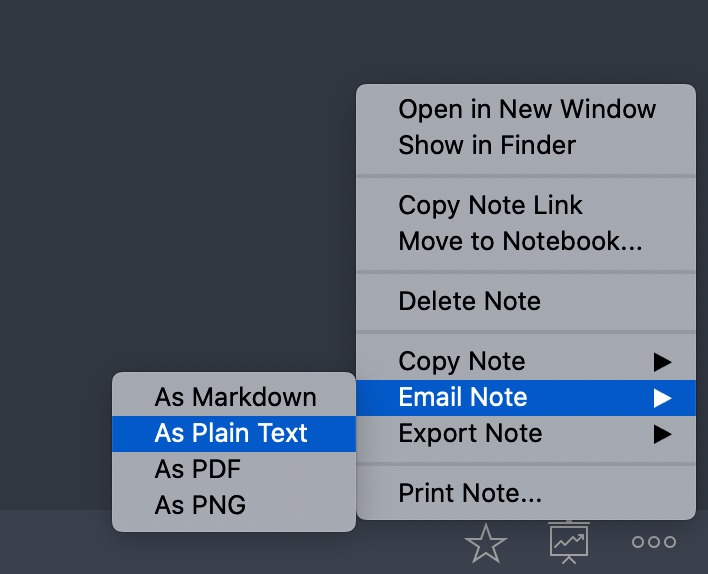 Open in New Window
Show in Finder
Copy Note Link
Move to Notebook...
Delete Note
Copy Note
Email Note
Export Note
Print Note...
As Markdown
As Plain Text
As PDF
As PNG